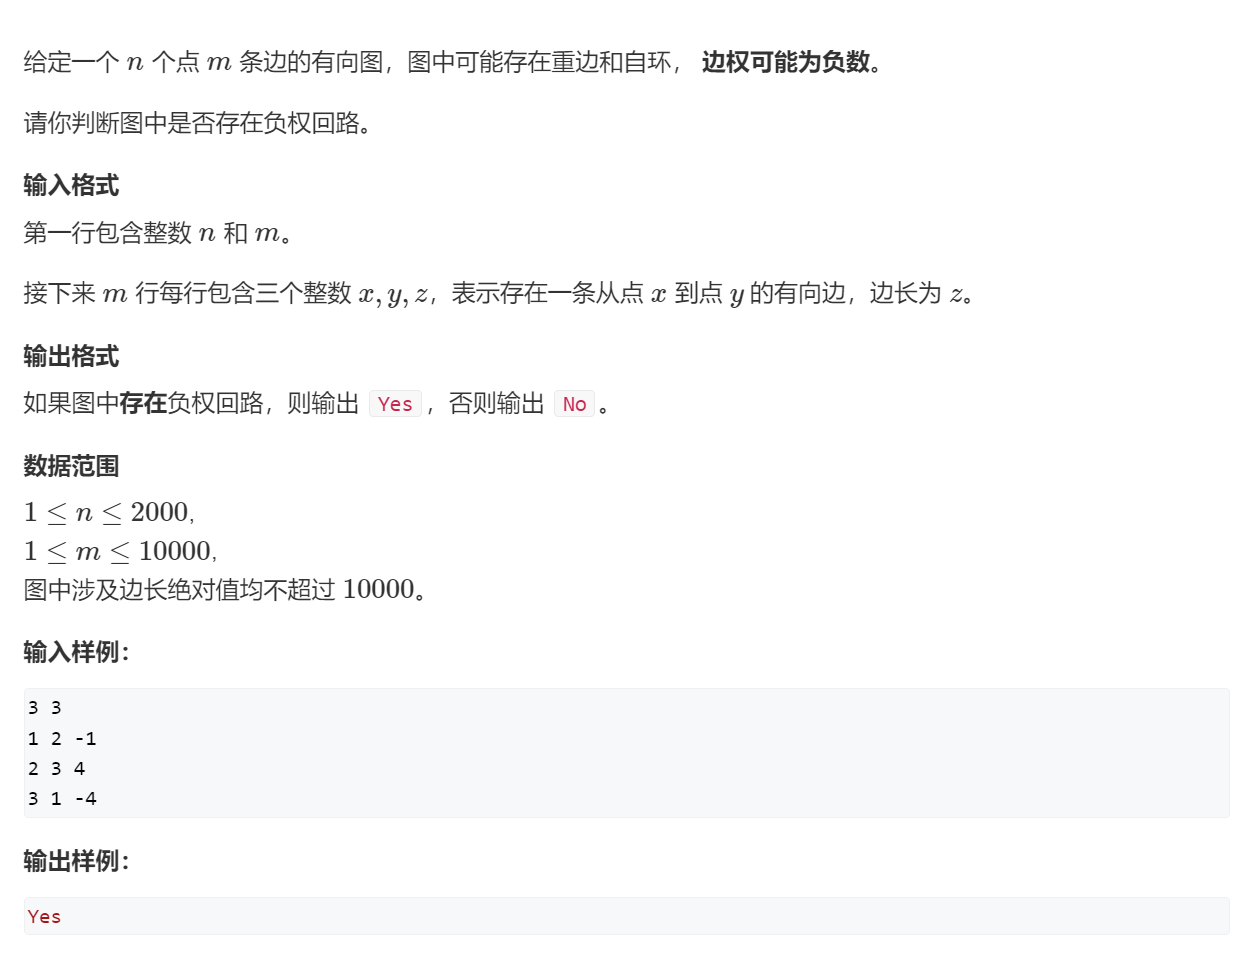 给定一个 n 个点 m 条边的有向图，图中可能存在重边和自环， 边权可能为负数。
请你判断图中是否存在负权回路。
输入格式
第一行包含整数 n 和 m。
接下来 m 行每行包含三个整数 x, y, z，表示存在一条从点 x 到点 y 的有向边，边长为 z。
输出格式
如果图中存在负权回路，则输出 Yes ，否则输出 No 。
数据范围
1 ≤ n ≤ 2000,
1 ≤ m ≤ 10000,
图中涉及边长绝对值均不超过 10000。
输入样例：
3 3
1 2 -1
2 3 4
3 1 -4
输出样例：
Yes